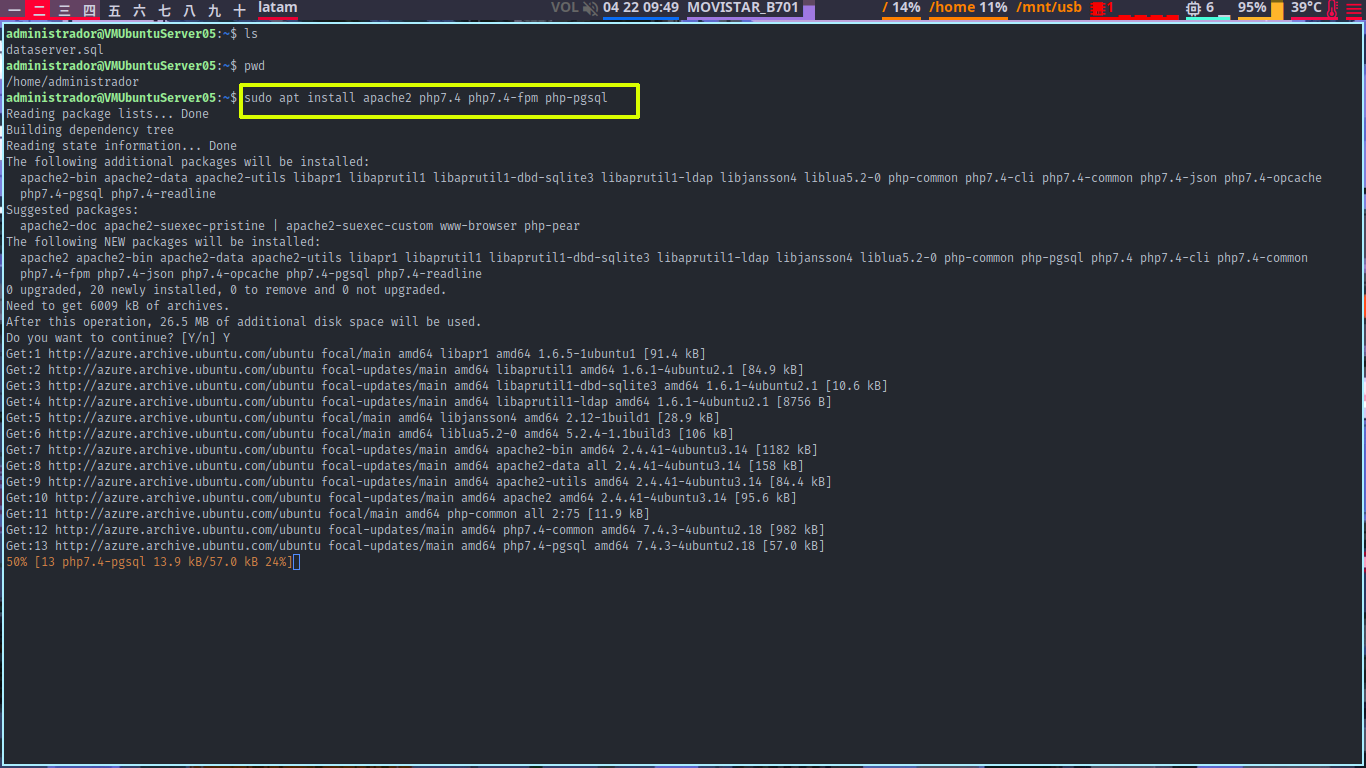 一 二 三 四 五 六 七 八 九 十 latam VOL 04 22 09:49 MOVISTAR_B701 / 14% /home 11% /mnt/usb 1 6 95% 39°C
administrador@VMUbuntuServer05:~$ ls
dataserver.sql
administrador@VMUbuntuServer05:~$ pwd
/home/administrador
administrador@VMUbuntuServer05:~$ sudo apt install apache2 php7.4 php7.4-fpm php-pgsql
Reading package lists... Done
Building dependency tree
Reading state information... Done
The following additional packages will be installed:
  apache2-bin apache2-data apache2-utils libapr1 libaprutil1 libaprutil1-dbd-sqlite3 libaprutil1-ldap libjansson4 liblua5.2-0 php-common php7.4-cli php7.4-common php7.4-json php7.4-opcache
  php7.4-pgsql php7.4-readline
Suggested packages:
  apache2-doc apache2-suexec-pristine | apache2-suexec-custom www-browser php-pear
The following NEW packages will be installed:
  apache2 apache2-bin apache2-data apache2-utils libapr1 libaprutil1 libaprutil1-dbd-sqlite3 libaprutil1-ldap libjansson4 liblua5.2-0 php-common php-pgsql php7.4 php7.4-cli php7.4-common
  php7.4-fpm php7.4-json php7.4-opcache php7.4-pgsql php7.4-readline
0 upgraded, 20 newly installed, 0 to remove and 0 not upgraded.
Need to get 6009 kB of archives.
After this operation, 26.5 MB of additional disk space will be used.
Do you want to continue? [Y/n] Y
Get:1 http://azure.archive.ubuntu.com/ubuntu focal/main amd64 libapr1 amd64 1.6.5-1ubuntu1 [91.4 kB]
Get:2 http://azure.archive.ubuntu.com/ubuntu focal-updates/main amd64 libaprutil1 amd64 1.6.1-4ubuntu2.1 [84.9 kB]
Get:3 http://azure.archive.ubuntu.com/ubuntu focal-updates/main amd64 libaprutil1-dbd-sqlite3 amd64 1.6.1-4ubuntu2.1 [10.6 kB]
Get:4 http://azure.archive.ubuntu.com/ubuntu focal-updates/main amd64 libaprutil1-ldap amd64 1.6.1-4ubuntu2.1 [8756 B]
Get:5 http://azure.archive.ubuntu.com/ubuntu focal/main amd64 libjansson4 amd64 2.12-1build1 [28.9 kB]
Get:6 http://azure.archive.ubuntu.com/ubuntu focal/main amd64 liblua5.2-0 amd64 5.2.4-1.1build3 [106 kB]
Get:7 http://azure.archive.ubuntu.com/ubuntu focal-updates/main amd64 apache2-bin amd64 2.4.41-4ubuntu3.14 [1182 kB]
Get:8 http://azure.archive.ubuntu.com/ubuntu focal-updates/main amd64 apache2-data all 2.4.41-4ubuntu3.14 [158 kB]
Get:9 http://azure.archive.ubuntu.com/ubuntu focal-updates/main amd64 apache2-utils amd64 2.4.41-4ubuntu3.14 [84.4 kB]
Get:10 http://azure.archive.ubuntu.com/ubuntu focal-updates/main amd64 apache2 amd64 2.4.41-4ubuntu3.14 [95.6 kB]
Get:11 http://azure.archive.ubuntu.com/ubuntu focal/main amd64 php-common all 2:75 [11.9 kB]
Get:12 http://azure.archive.ubuntu.com/ubuntu focal-updates/main amd64 php7.4-common amd64 7.4.3-4ubuntu2.18 [982 kB]
Get:13 http://azure.archive.ubuntu.com/ubuntu focal-updates/main amd64 php7.4-pgsql amd64 7.4.3-4ubuntu2.18 [57.0 kB]
50% [13 php7.4-pgsql 13.9 kB/57.0 kB 24%]